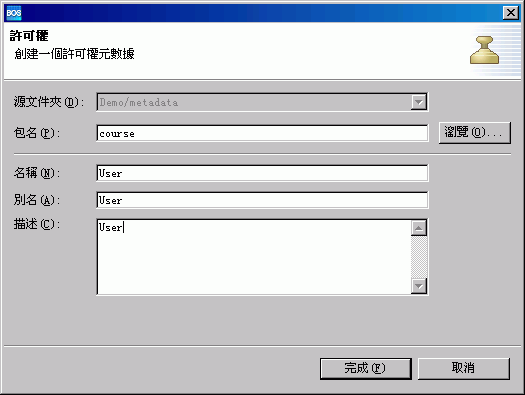 BOS
許可權
創建一個許可權元數據
源文件夾(D): Demo/metadata
包名(P): course 瀏覽(O)...
名稱(N): User
別名(A): User
描述(C): User
完成(F) 取消